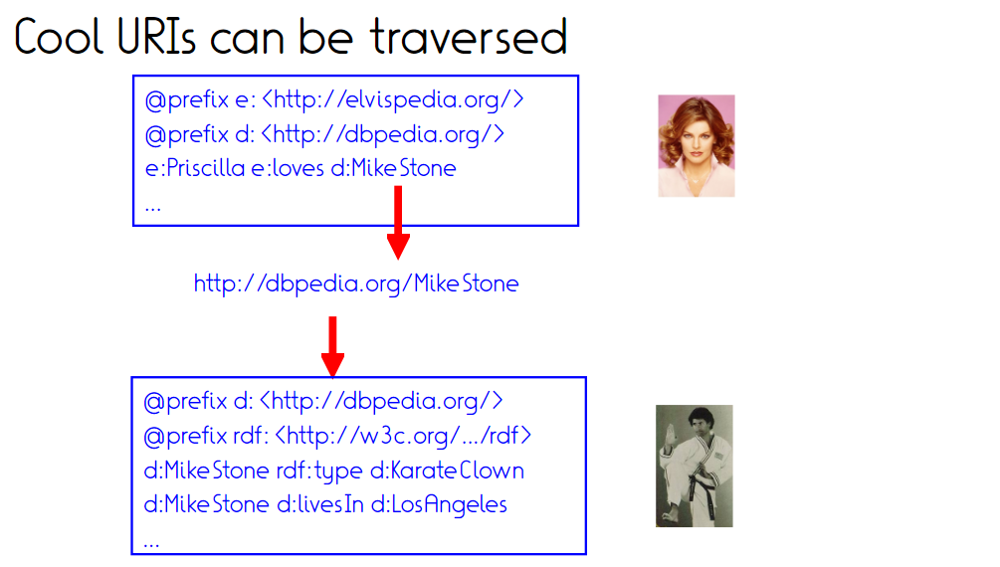 Cool URIs can be traversed
@prefix e: <http://elvispedia.org/>
@prefix d: <http://dbpedia.org/>
e:Priscilla e:loves d:MikeStone
...
http://dbpedia.org/MikeStone
@prefix d: <http://dbpedia.org/>
@prefix rdf: <http://w3c.org/.../rdf>
d:MikeStone rdf:type d:KarateClown
d:MikeStone d:livesIn d:LosAngeles
...